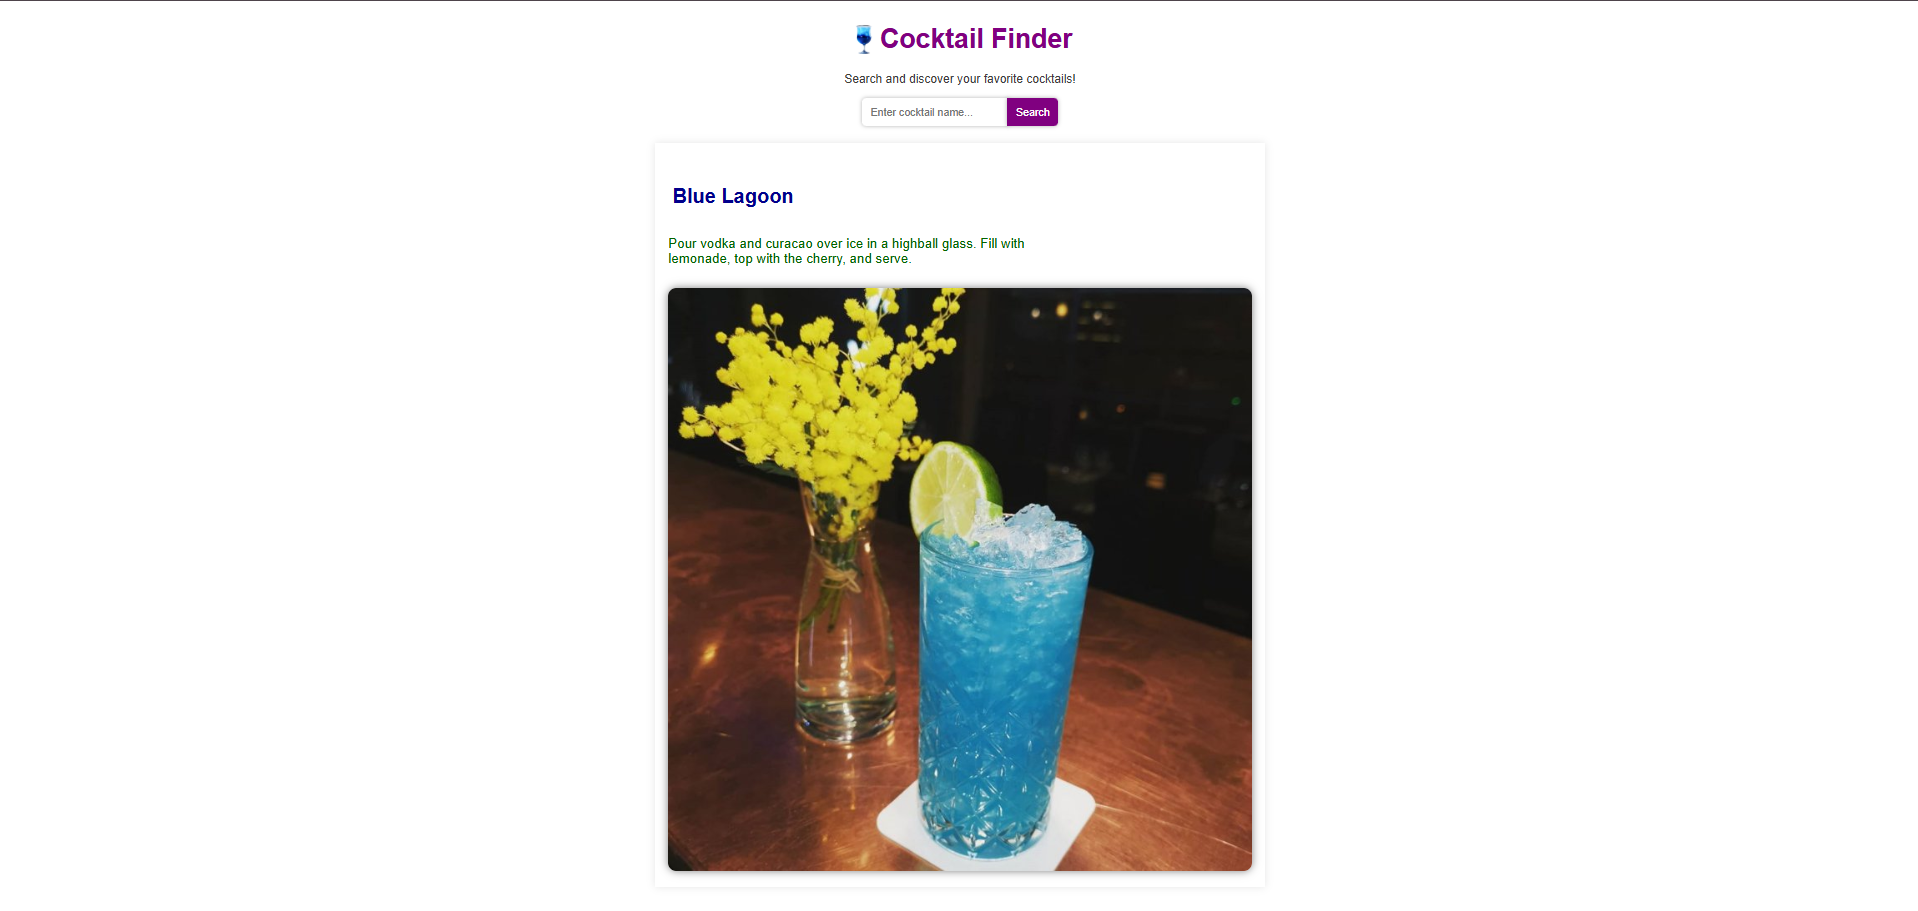 Cocktail Finder
Search and discover your favorite cocktails!
Enter cocktail name...
Search
Blue Lagoon
Pour vodka and curacao over ice in a highball glass. Fill with
lemonade, top with the cherry, and serve.